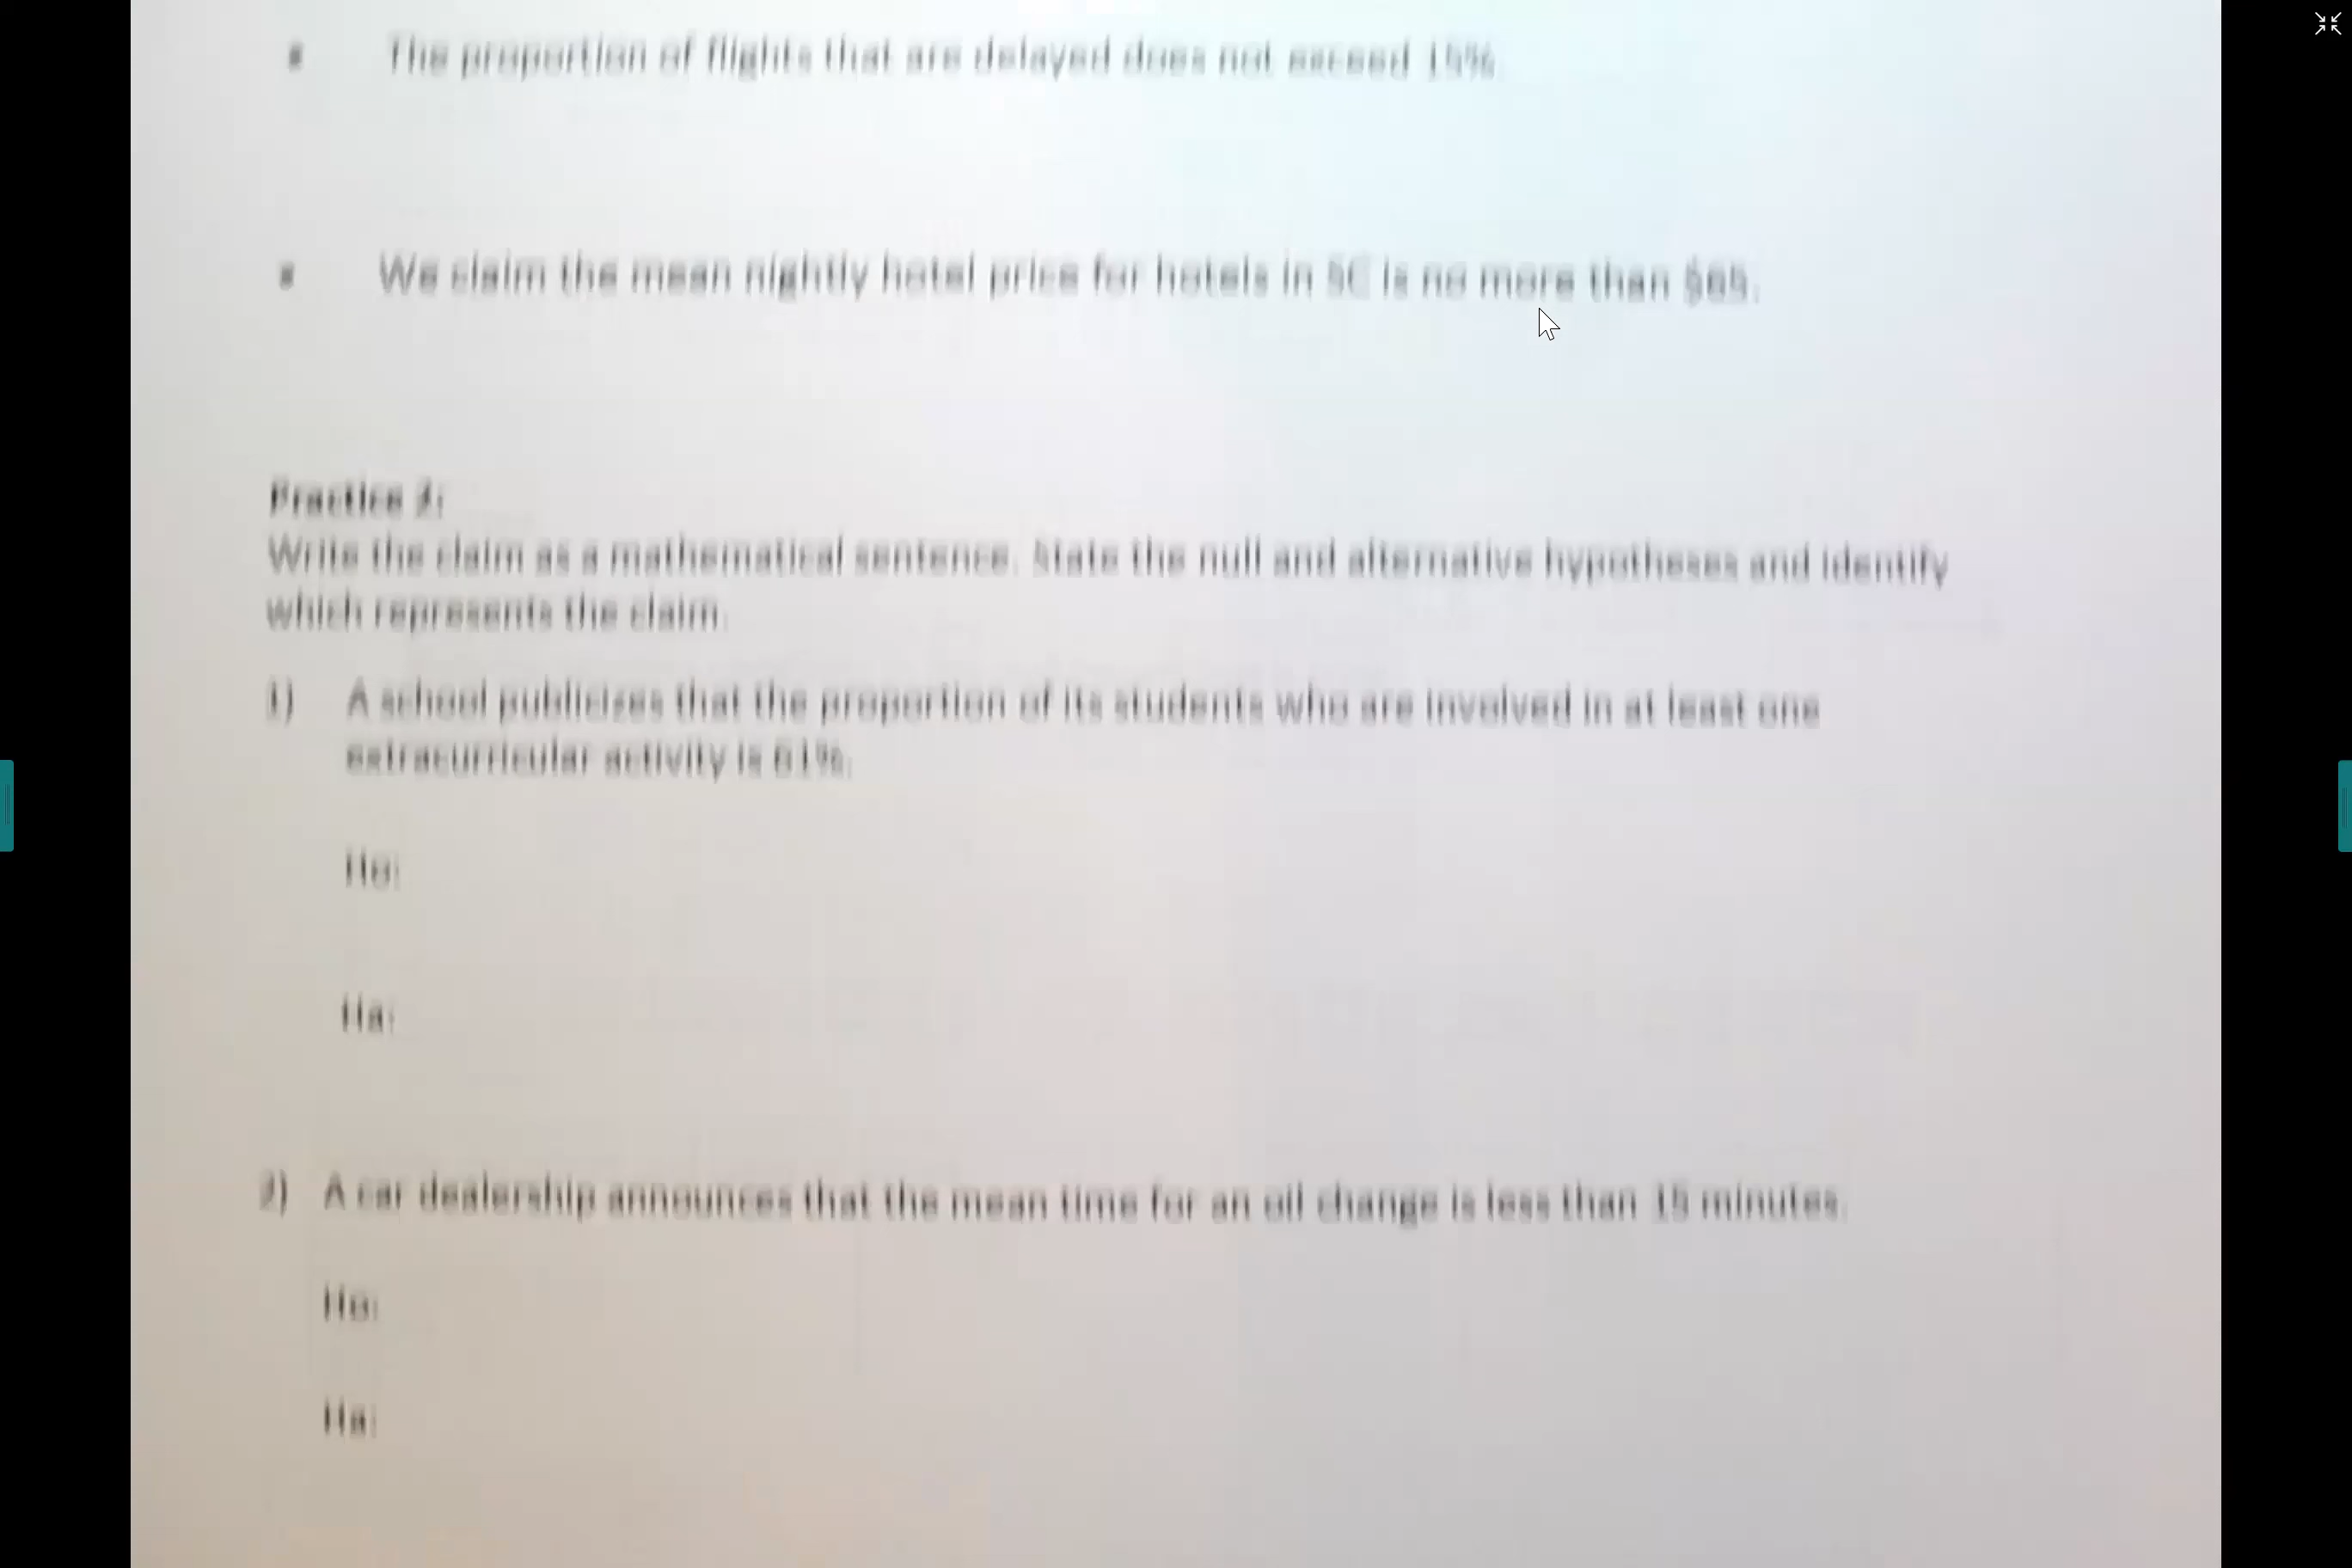 • The proportion of flights that are delayed does not exceed 15%
• We claim the mean nightly hotel price for hotels in SC is no more than
Practice 2:
Write the claim as a mathematical sentence. State the null and alternative hypotheses and identify
which represents the claim.
1) A school publicizes that the proportion of its students who are involved in at least one
extracurricular activity is 61%.
Ho:
Ha:
2) A car dealership announces that the mean time for an oil change is less than 15 minutes.
Ho:
Ha: